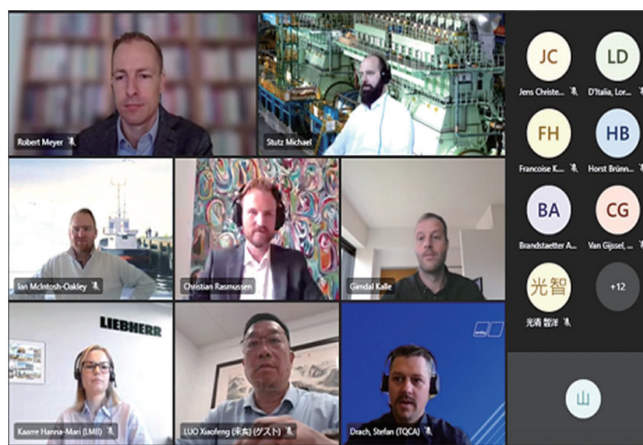 Robert Meyer
Stutz Michael
Ian McIntosh-Oakley
Christian Rasmussen
Gimdal Kalle
LIEBHERR
Kaarre Hanna-Mari (LMB)
LUO Xiaofeng (来宾) (ゲスト)
Drach, Stefan (TQCA)
JC
Jens Christe...
LD
D'Italia, Lor...
FH
Francoise K...
HB
Horst Brünn...
BA
Brandstaetter A...
CG
Van Gijssel, ...
光智
光清 智洋
+12
山